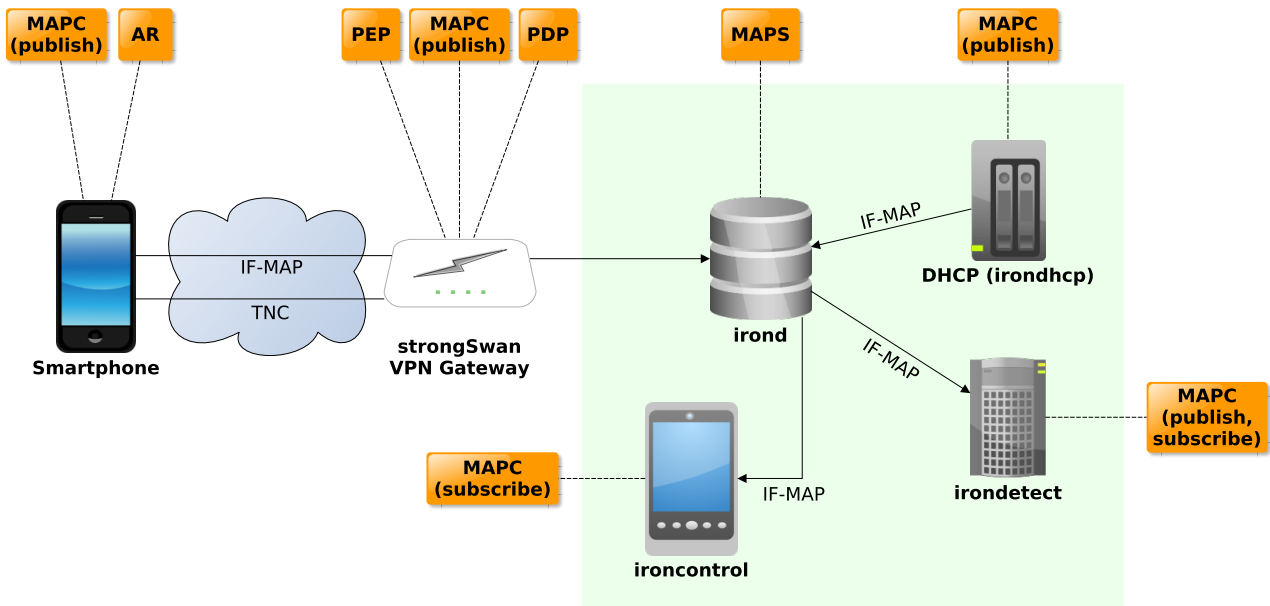 MAPC
(publish)
AR
PEP
MAPC
(publish)
PDP
MAPS
MAPC
(publish)
IF-MAP
DHCP (irondhcp)
IF-MAP
TNC
irond
strongSwan
VPN Gateway
Smartphone
IF-MAP
MAPC
(publish,
subscribe)
MAPC
(subscribe)
IF-MAP
irondetect
ironcontrol